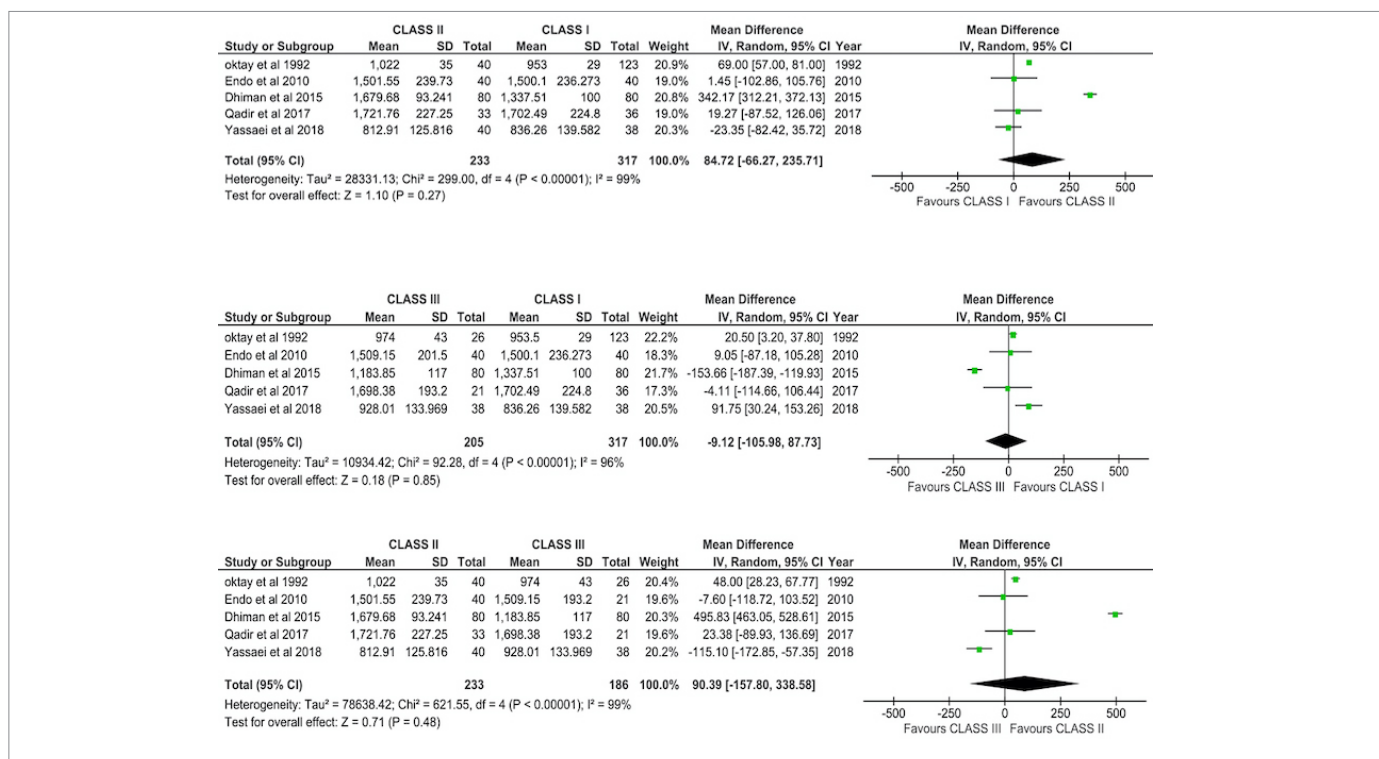 CLASS II CLASS I Mean Difference Mean Difference
Study or Subgroup Mean SD Total Mean SD Total Weight IV, Random, 95% CI Year IV, Random, 95% CI
oktay et al 1992 1,022 35 40 953 29 123 20.9% 69.00 [57.00, 81.00] 1992
Endo et al 2010 1,501.55 239.73 40 1,500.1 236.273 40 19.0% 1.45 [-102.86, 105.76] 2010
Dhiman et al 2015 1,679.68 93.241 80 1,337.51 100 80 20.8% 342.17 [312.21, 372.13] 2015
Qadir et al 2017 1,721.76 227.25 33 1,702.49 224.8 36 19.0% 19.27 [-87.52, 126.06] 2017
Yassaei et al 2018 812.91 125.816 40 836.26 139.582 38 20.3% -23.35 [-82.42, 35.72] 2018
Total (95% CI) 233 317 100.0% 84.72 [-66.27, 235.71]
Heterogeneity: Tau² = 28331.13; Chi² = 299.00, df = 4 (P < 0.00001); I² = 99%
Test for overall effect: Z = 1.10 (P = 0.27)
-500 -250 0 250 500
Favours CLASS I Favours CLASS II
CLASS III CLASS I Mean Difference Mean Difference
Study or Subgroup Mean SD Total Mean SD Total Weight IV, Random, 95% CI Year IV, Random, 95% CI
oktay et al 1992 974 43 26 953.5 29 123 22.2% 20.50 [3.20, 37.80] 1992
Endo et al 2010 1,509.15 201.5 40 1,500.1 236.273 40 18.3% 9.05 [-87.18, 105.28] 2010
Dhiman et al 2015 1,183.85 117 80 1,337.51 100 80 21.7% -153.66 [-187.39, -119.93] 2015
Qadir et al 2017 1,698.38 193.2 21 1,702.49 224.8 36 17.3% -4.11 [-114.66, 106.44] 2017
Yassaei et al 2018 928.01 133.969 38 836.26 139.582 38 20.5% 91.75 [30.24, 153.26] 2018
Total (95% CI) 205 317 100.0% -9.12 [-105.98, 87.73]
Heterogeneity: Tau² = 10934.42; Chi² = 92.28, df = 4 (P < 0.00001); I² = 96%
Test for overall effect: Z = 0.18 (P = 0.85)
-500 -250 0 250 500
Favours CLASS III Favours CLASS I
CLASS II CLASS III Mean Difference Mean Difference
Study or Subgroup Mean SD Total Mean SD Total Weight IV, Random, 95% CI Year IV, Random, 95% CI
oktay et al 1992 1,022 35 40 974 43 26 20.4% 48.00 [28.23, 67.77] 1992
Endo et al 2010 1,501.55 239.73 40 1,509.15 193.2 21 19.6% -7.60 [-118.72, 103.52] 2010
Dhiman et al 2015 1,679.68 93.241 80 1,183.85 117 80 20.3% 495.83 [463.05, 528.61] 2015
Qadir et al 2017 1,721.76 227.25 33 1,698.38 193.2 21 19.6% 23.38 [-89.93, 136.69] 2017
Yassaei et al 2018 812.91 125.816 40 928.01 133.969 38 20.2% -115.10 [-172.85, -57.35] 2018
Total (95% CI) 233 186 100.0% 90.39 [-157.80, 338.58]
Heterogeneity: Tau² = 78638.42; Chi² = 621.55, df = 4 (P < 0.00001); I² = 99%
Test for overall effect: Z = 0.71 (P = 0.48)
-500 -250 0 250 500
Favours CLASS III Favours CLASS II